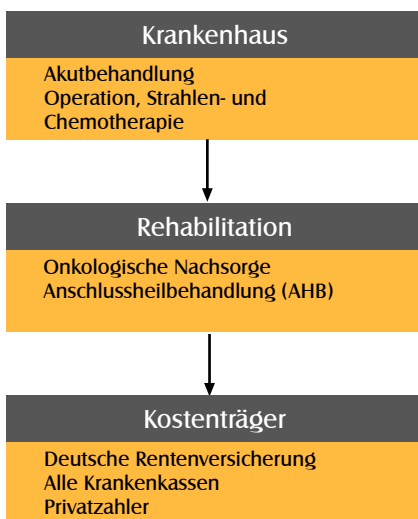 Krankenhaus
Akutbehandlung
Operation, Strahlen- und
Chemotherapie
Rehabilitation
Onkologische Nachsorge
Anschlussheilbehandlung (AHB)
Kostenträger
Deutsche Rentenversicherung
Alle Krankenkassen
Privatzahler